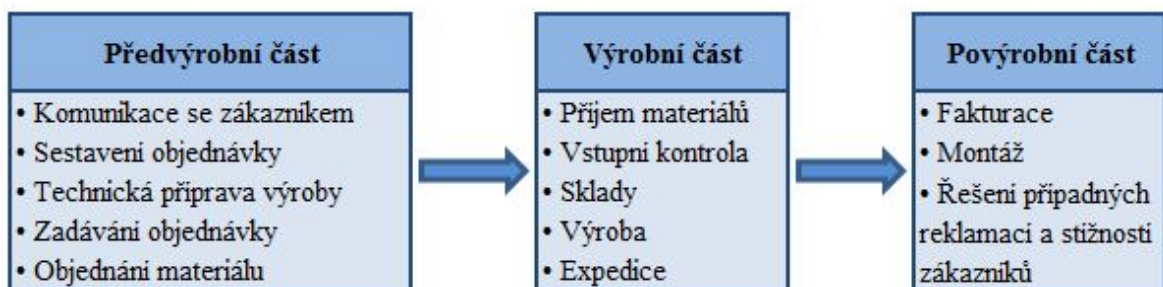 Předvýrobní část
• Komunikace se zákazníkem
• Sestavení objednávky
• Technická příprava výroby
• Zadávání objednávky
• Objednání materiálu
Výrobní část
• Příjem materiálů
• Vstupní kontrola
• Sklady
• Výroba
• Expedice
Povýrobní část
• Fakturace
• Montáž
• Řešení případných
reklamací a stížností
zákazníků